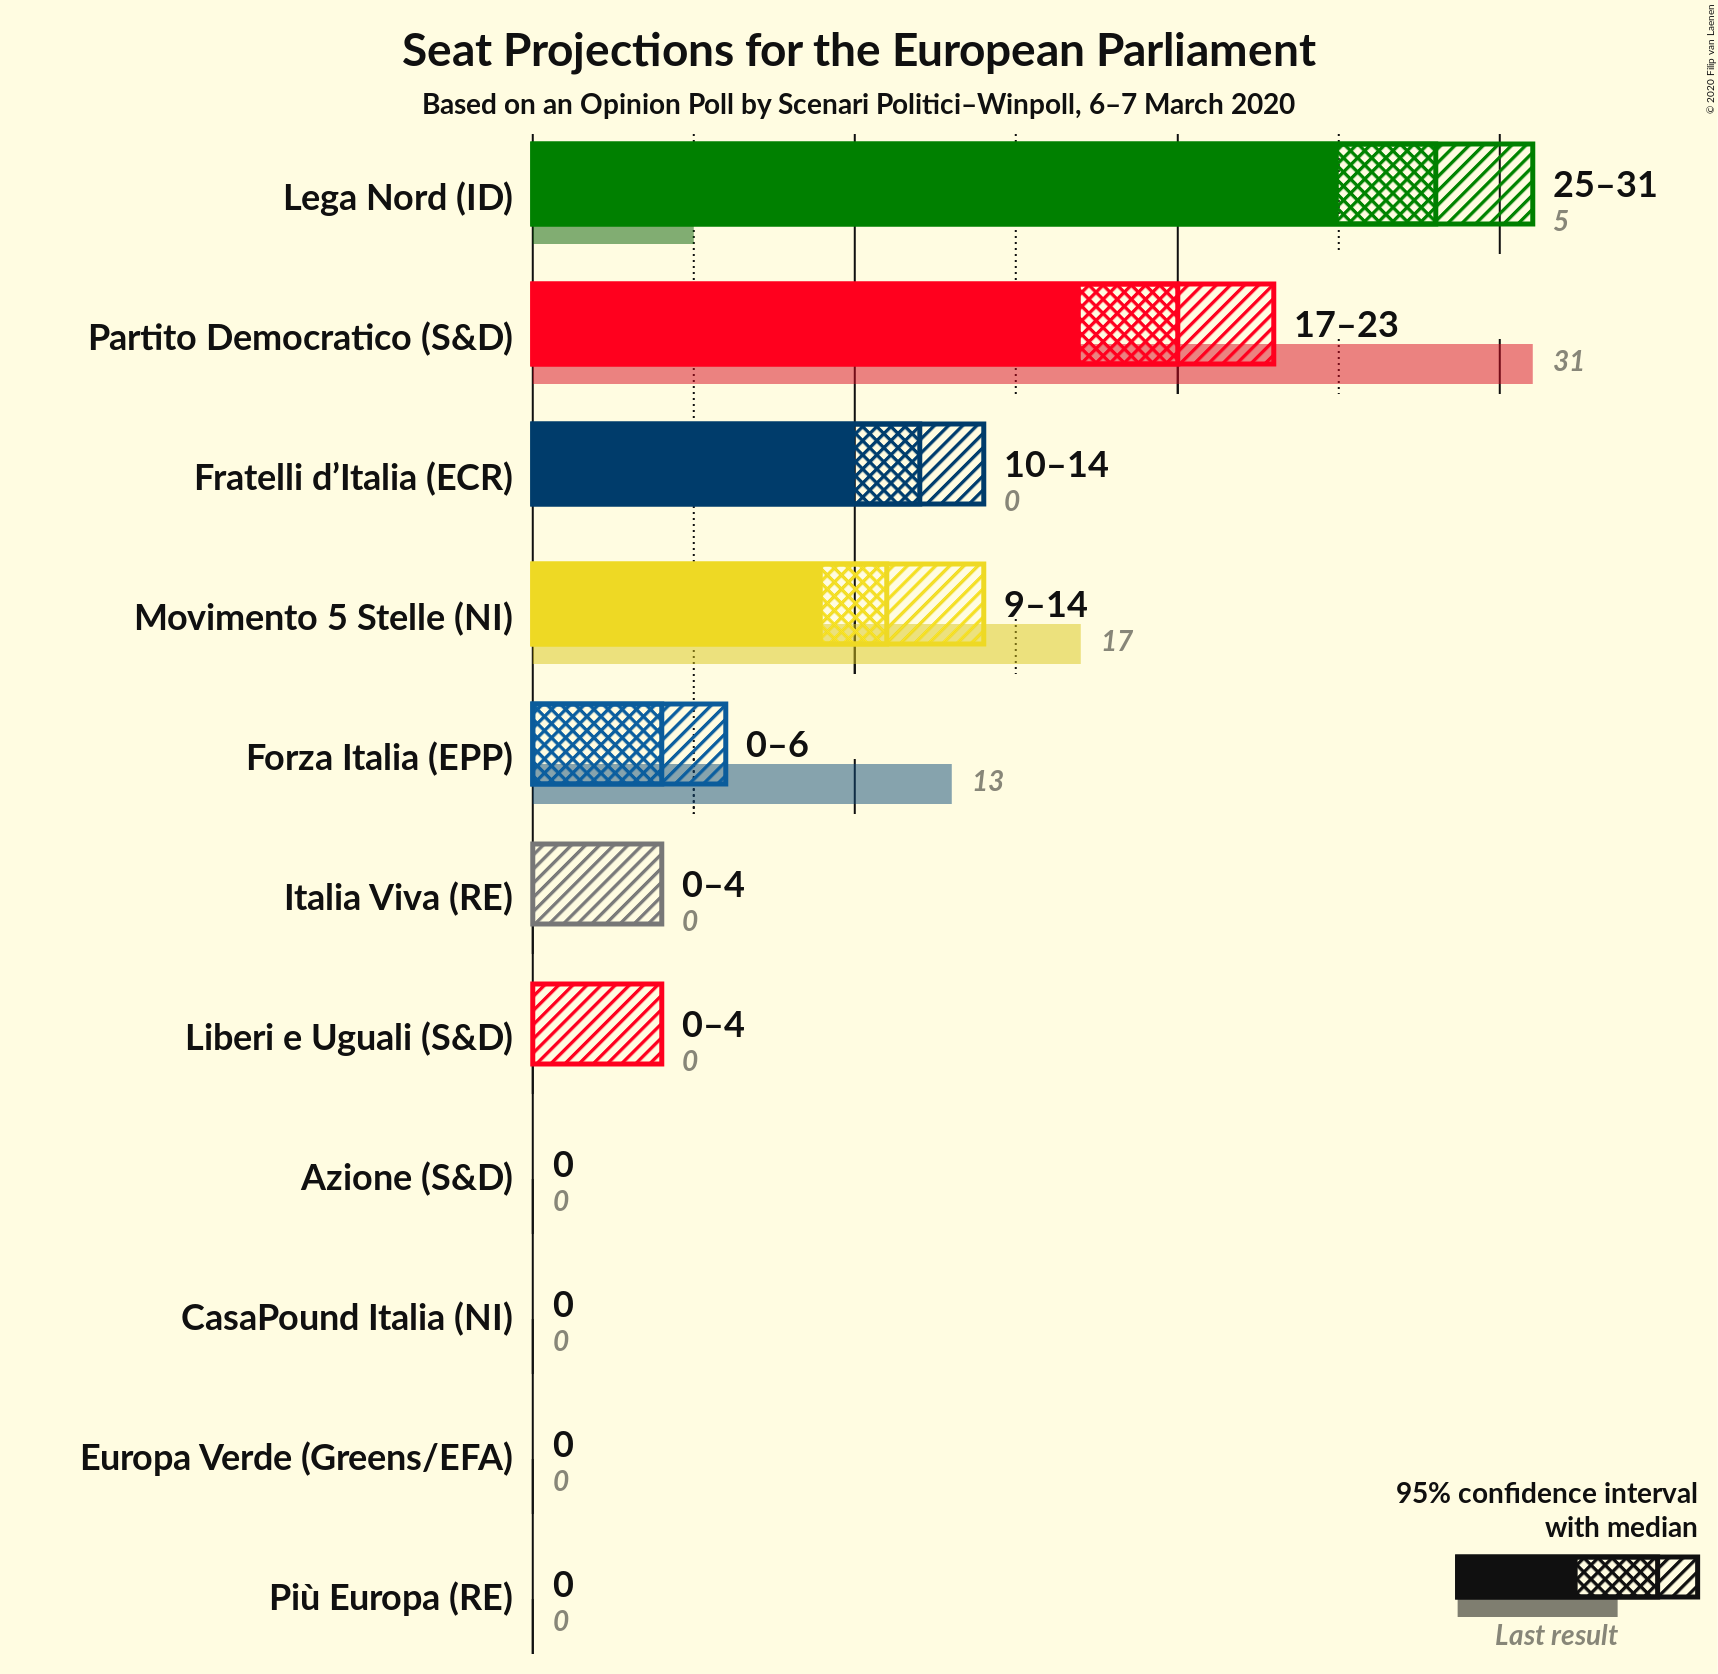 Seat Projections for the European Parliament
Based on an Opinion Poll by Scenari Politici–Winpoll, 6–7 March 2020
© 2020 Filip van Laenen
Lega Nord (ID)
25–31
5
Partito Democratico (S&D)
17–23
31
Fratelli d’Italia (ECR)
10–14
0
Movimento 5 Stelle (NI)
9–14
17
Forza Italia (EPP)
0–6
13
Italia Viva (RE)
0–4
0
Liberi e Uguali (S&D)
0–4
0
Azione (S&D)
0
0
CasaPound Italia (NI)
0
0
Europa Verde (Greens/EFA)
0
0
Più Europa (RE)
0
0
95% confidence interval
with median
Last result